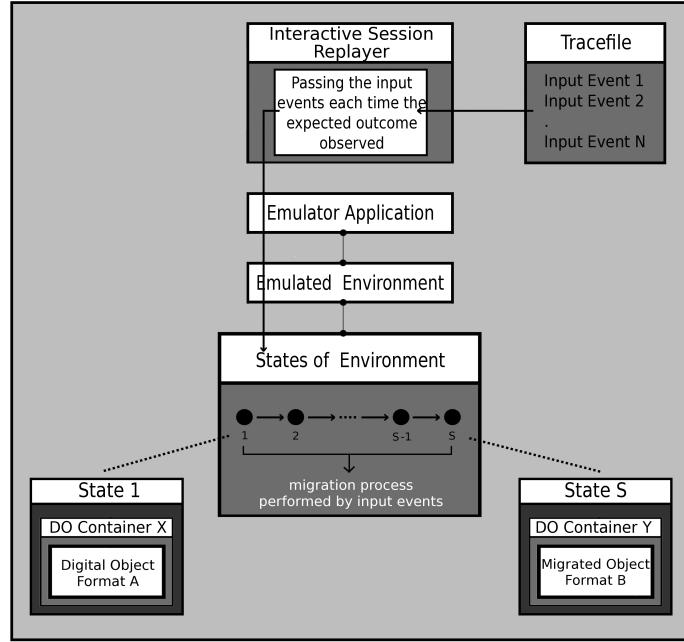 Interactive Session
Replayer
Passing the input
events each time the
expected outcome
observed
Tracefile
Input Event 1
Input Event 2
.
Input Event N
Emulator Application
Emulated Environment
States of Environment
1 2 .... S-1 S
migration process
performed by input events
State 1
DO Container X
Digital Object
Format A
State S
DO Container Y
Migrated Object
Format B